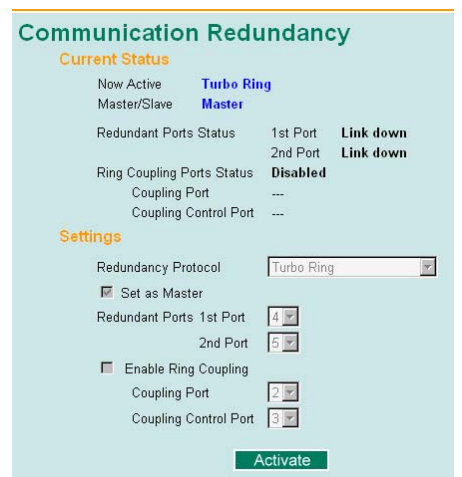 Communication Redundancy
Current Status
Now Active Turbo Ring
Master/Slave Master
Redundant Ports Status 1st Port Link down
2nd Port Link down
Ring Coupling Ports Status Disabled
Coupling Port ---
Coupling Control Port ---
Settings
Redundancy Protocol Turbo Ring
Set as Master
Redundant Ports 1st Port 4
2nd Port 5
Enable Ring Coupling
Coupling Port 2
Coupling Control Port 3
Activate